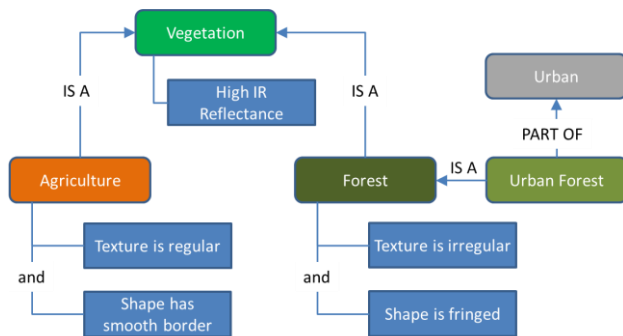 Vegetation
Urban
IS A
High IR
Reflectance
IS A
PART OF
Agriculture
Forest
IS A
Urban Forest
Texture is regular
Texture is irregular
and
and
Shape has
smooth border
Shape is fringed